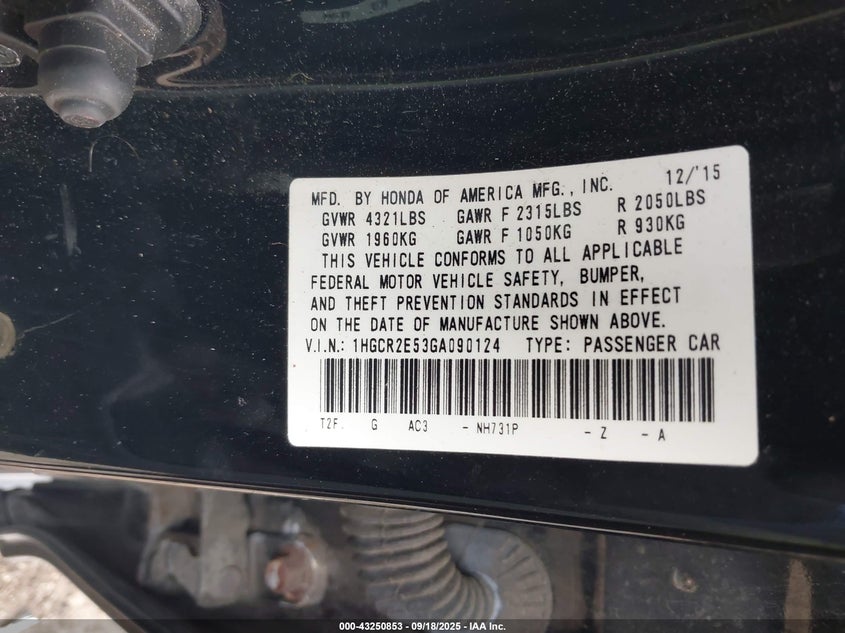 MFD. BY HONDA OF AMERICA MFG., INC. 12/'15
GVWR 4321LBS GAWR F 2315LBS R 2050LBS
GVWR 1960KG GAWR F 1050KG R 930KG
THIS VEHICLE CONFORMS TO ALL APPLICABLE
FEDERAL MOTOR VEHICLE SAFETY, BUMPER,
AND THEFT PREVENTION STANDARDS IN EFFECT
ON THE DATE OF MANUFACTURE SHOWN ABOVE.
V.I.N.: 1HGCR2E53GA090124 TYPE: PASSENGER CAR
T2F. G AC3 - NH731P - Z - A
000-43250853 - 09/18/2025 - IAA Inc.